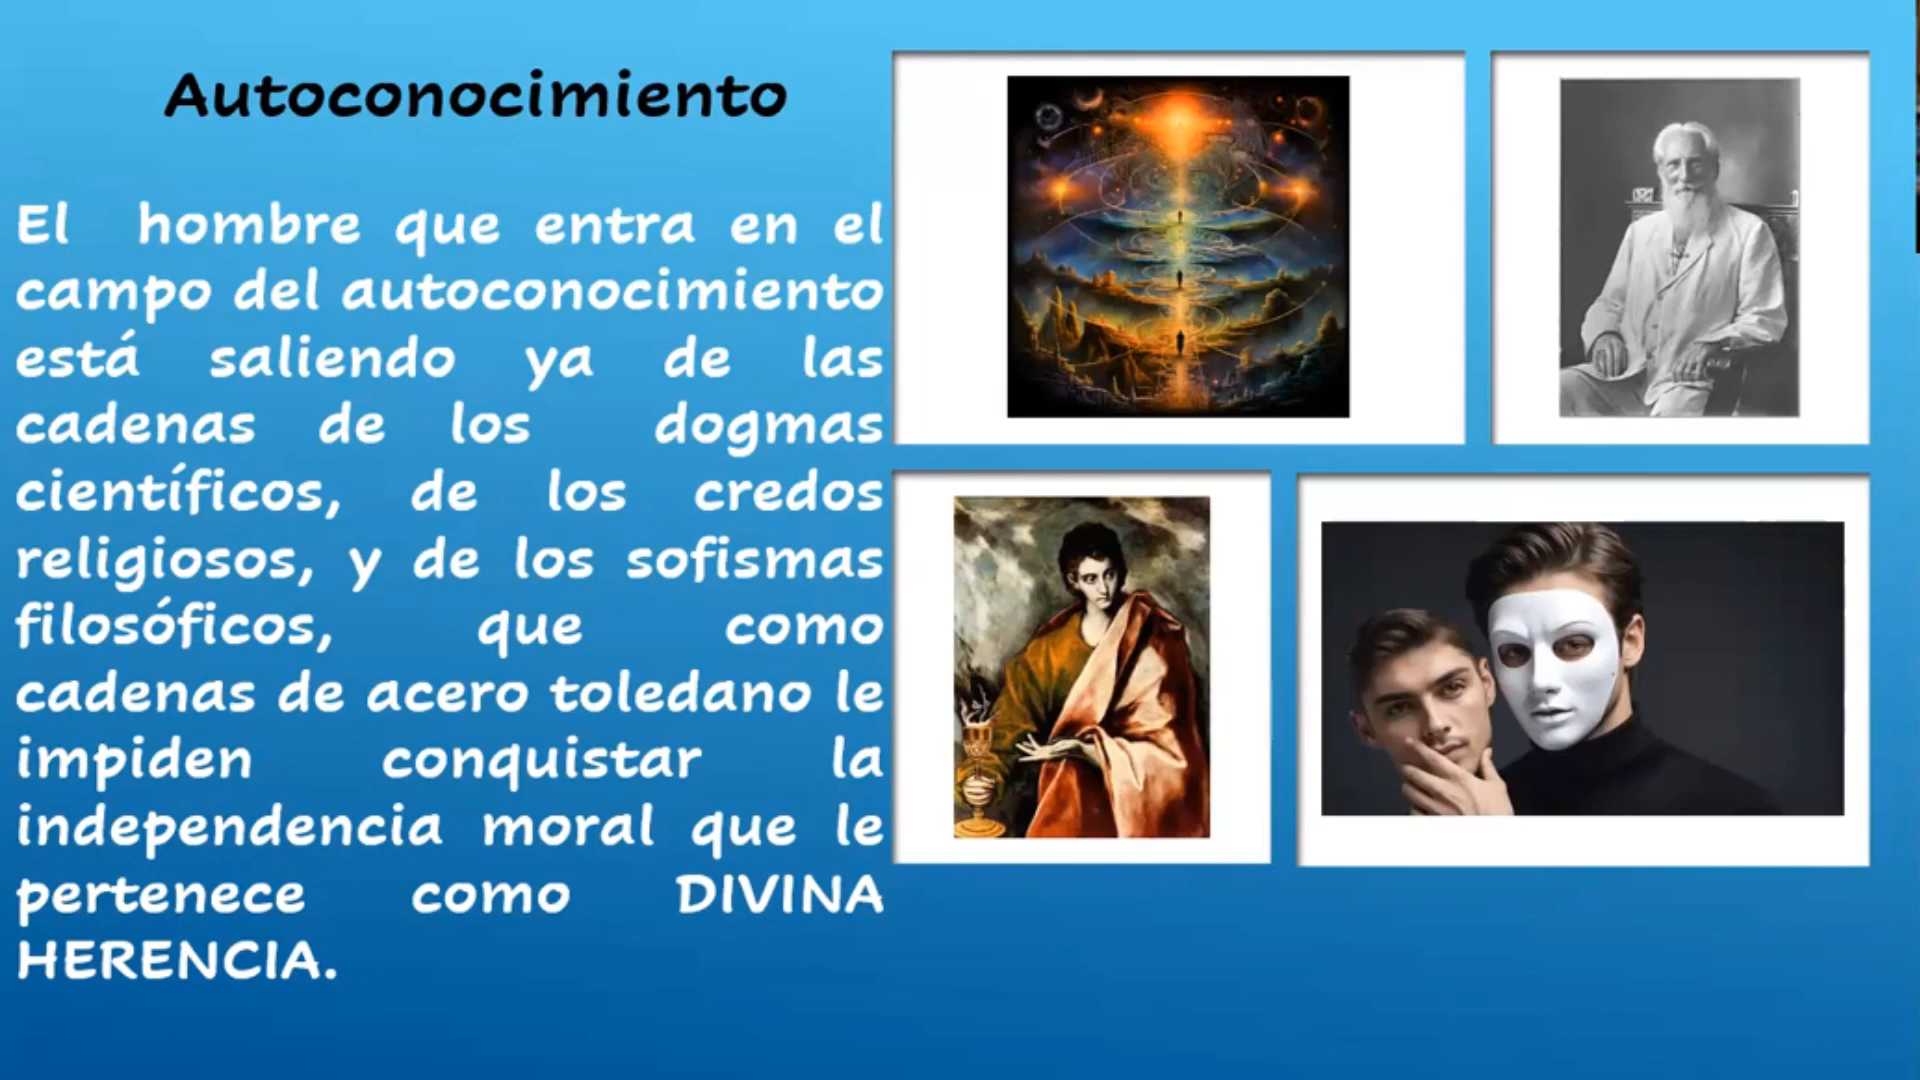 Autoconocimiento
El hombre que entra en el
campo del autoconocimiento
está saliendo ya de las
cadenas de los dogmas
científicos, de los credos
religiosos, y de los sofismas
filosóficos, que como
cadenas de acero toledano le
impiden conquistar la
independencia moral que le
pertenece como DIVINA
HERENCIA.